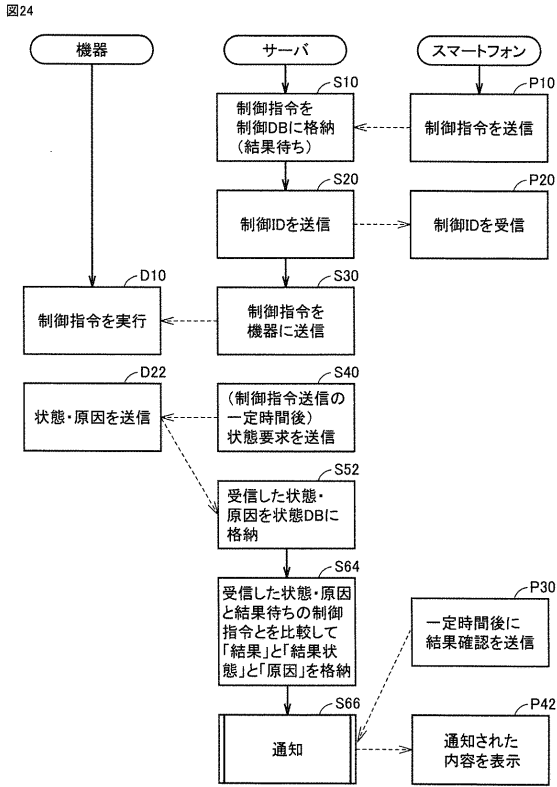 図24
機器
サーバ
スマートフォン
S10
制御指令を
制御DBに格納
(結果待ち)
P10
制御指令を送信
S20
制御IDを送信
P20
制御IDを受信
D10
制御指令を実行
S30
制御指令を
機器に送信
D22
状態・原因を送信
S40
(制御指令送信の
一定時間後)
状態要求を送信
S52
受信した状態・
原因を状態DBに
格納
S64
受信した状態・原因
と結果待ちの制御
指令とを比較して
「結果」と「結果状
態」と「原因」を格納
P30
一定時間後に
結果確認を送信
S66
通知
P42
通知された
内容を表示